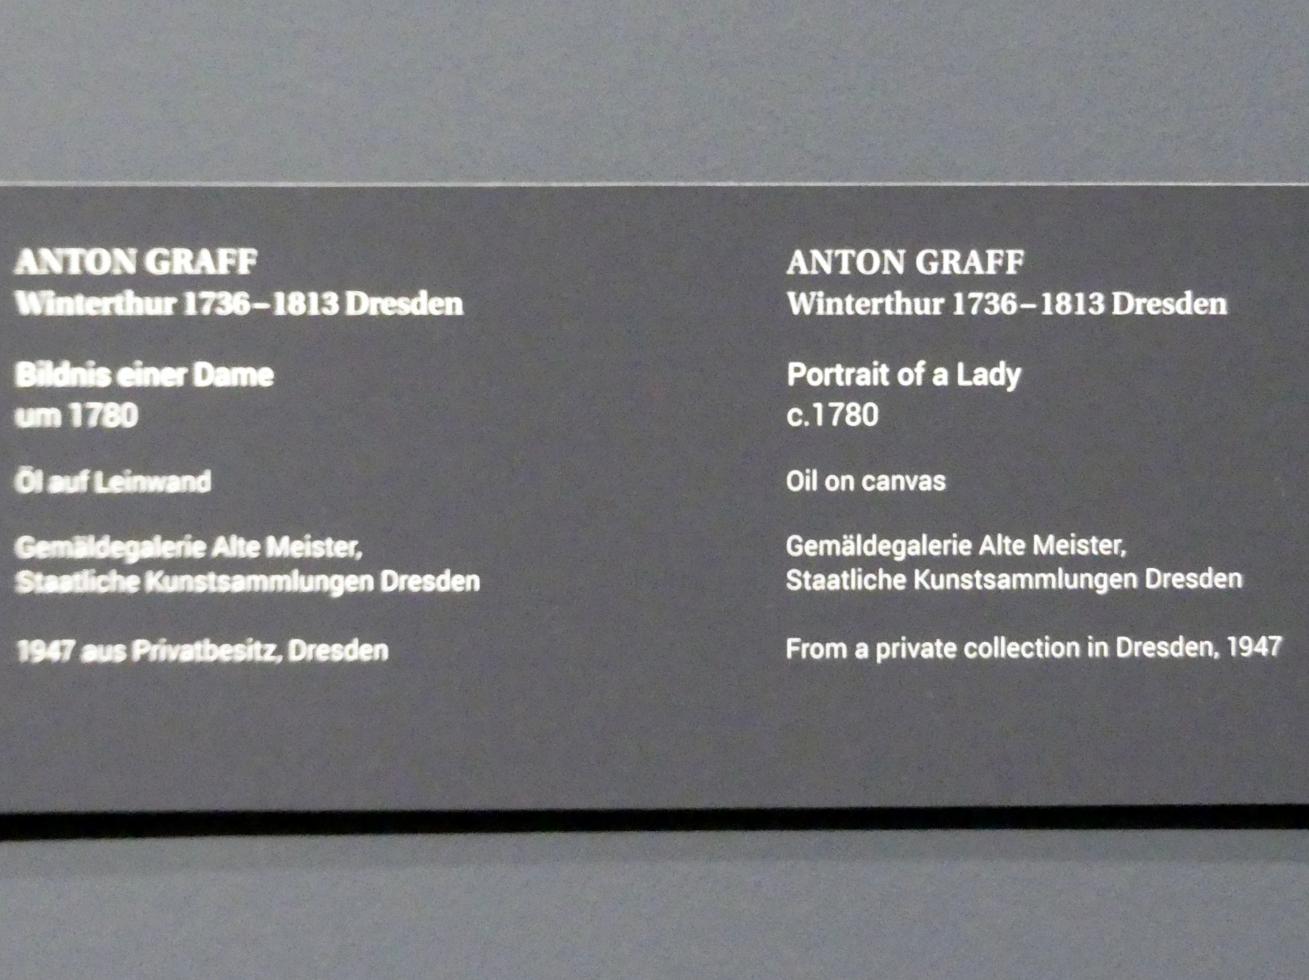 ANTON GRAFF
Winterthur 1736–1813 Dresden
Bildnis einer Dame
um 1780
Öl auf Leinwand
Gemäldegalerie Alte Meister,
Staatliche Kunstsammlungen Dresden
1947 aus Privatbesitz, Dresden
ANTON GRAFF
Winterthur 1736–1813 Dresden
Portrait of a Lady
c.1780
Oil on canvas
Gemäldegalerie Alte Meister,
Staatliche Kunstsammlungen Dresden
From a private collection in Dresden, 1947